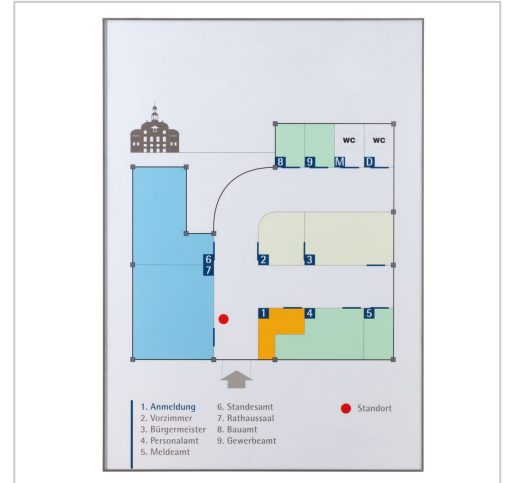 WC WC
8 9 M D
6 2 3
7
1 4 5
1. Anmeldung
2. Vorzimmer
3. Bürgermeister
4. Personalamt
5. Meldeamt
6. Standesamt
7. Rathaussaal
8. Bauamt
9. Gewerbeamt
Standort